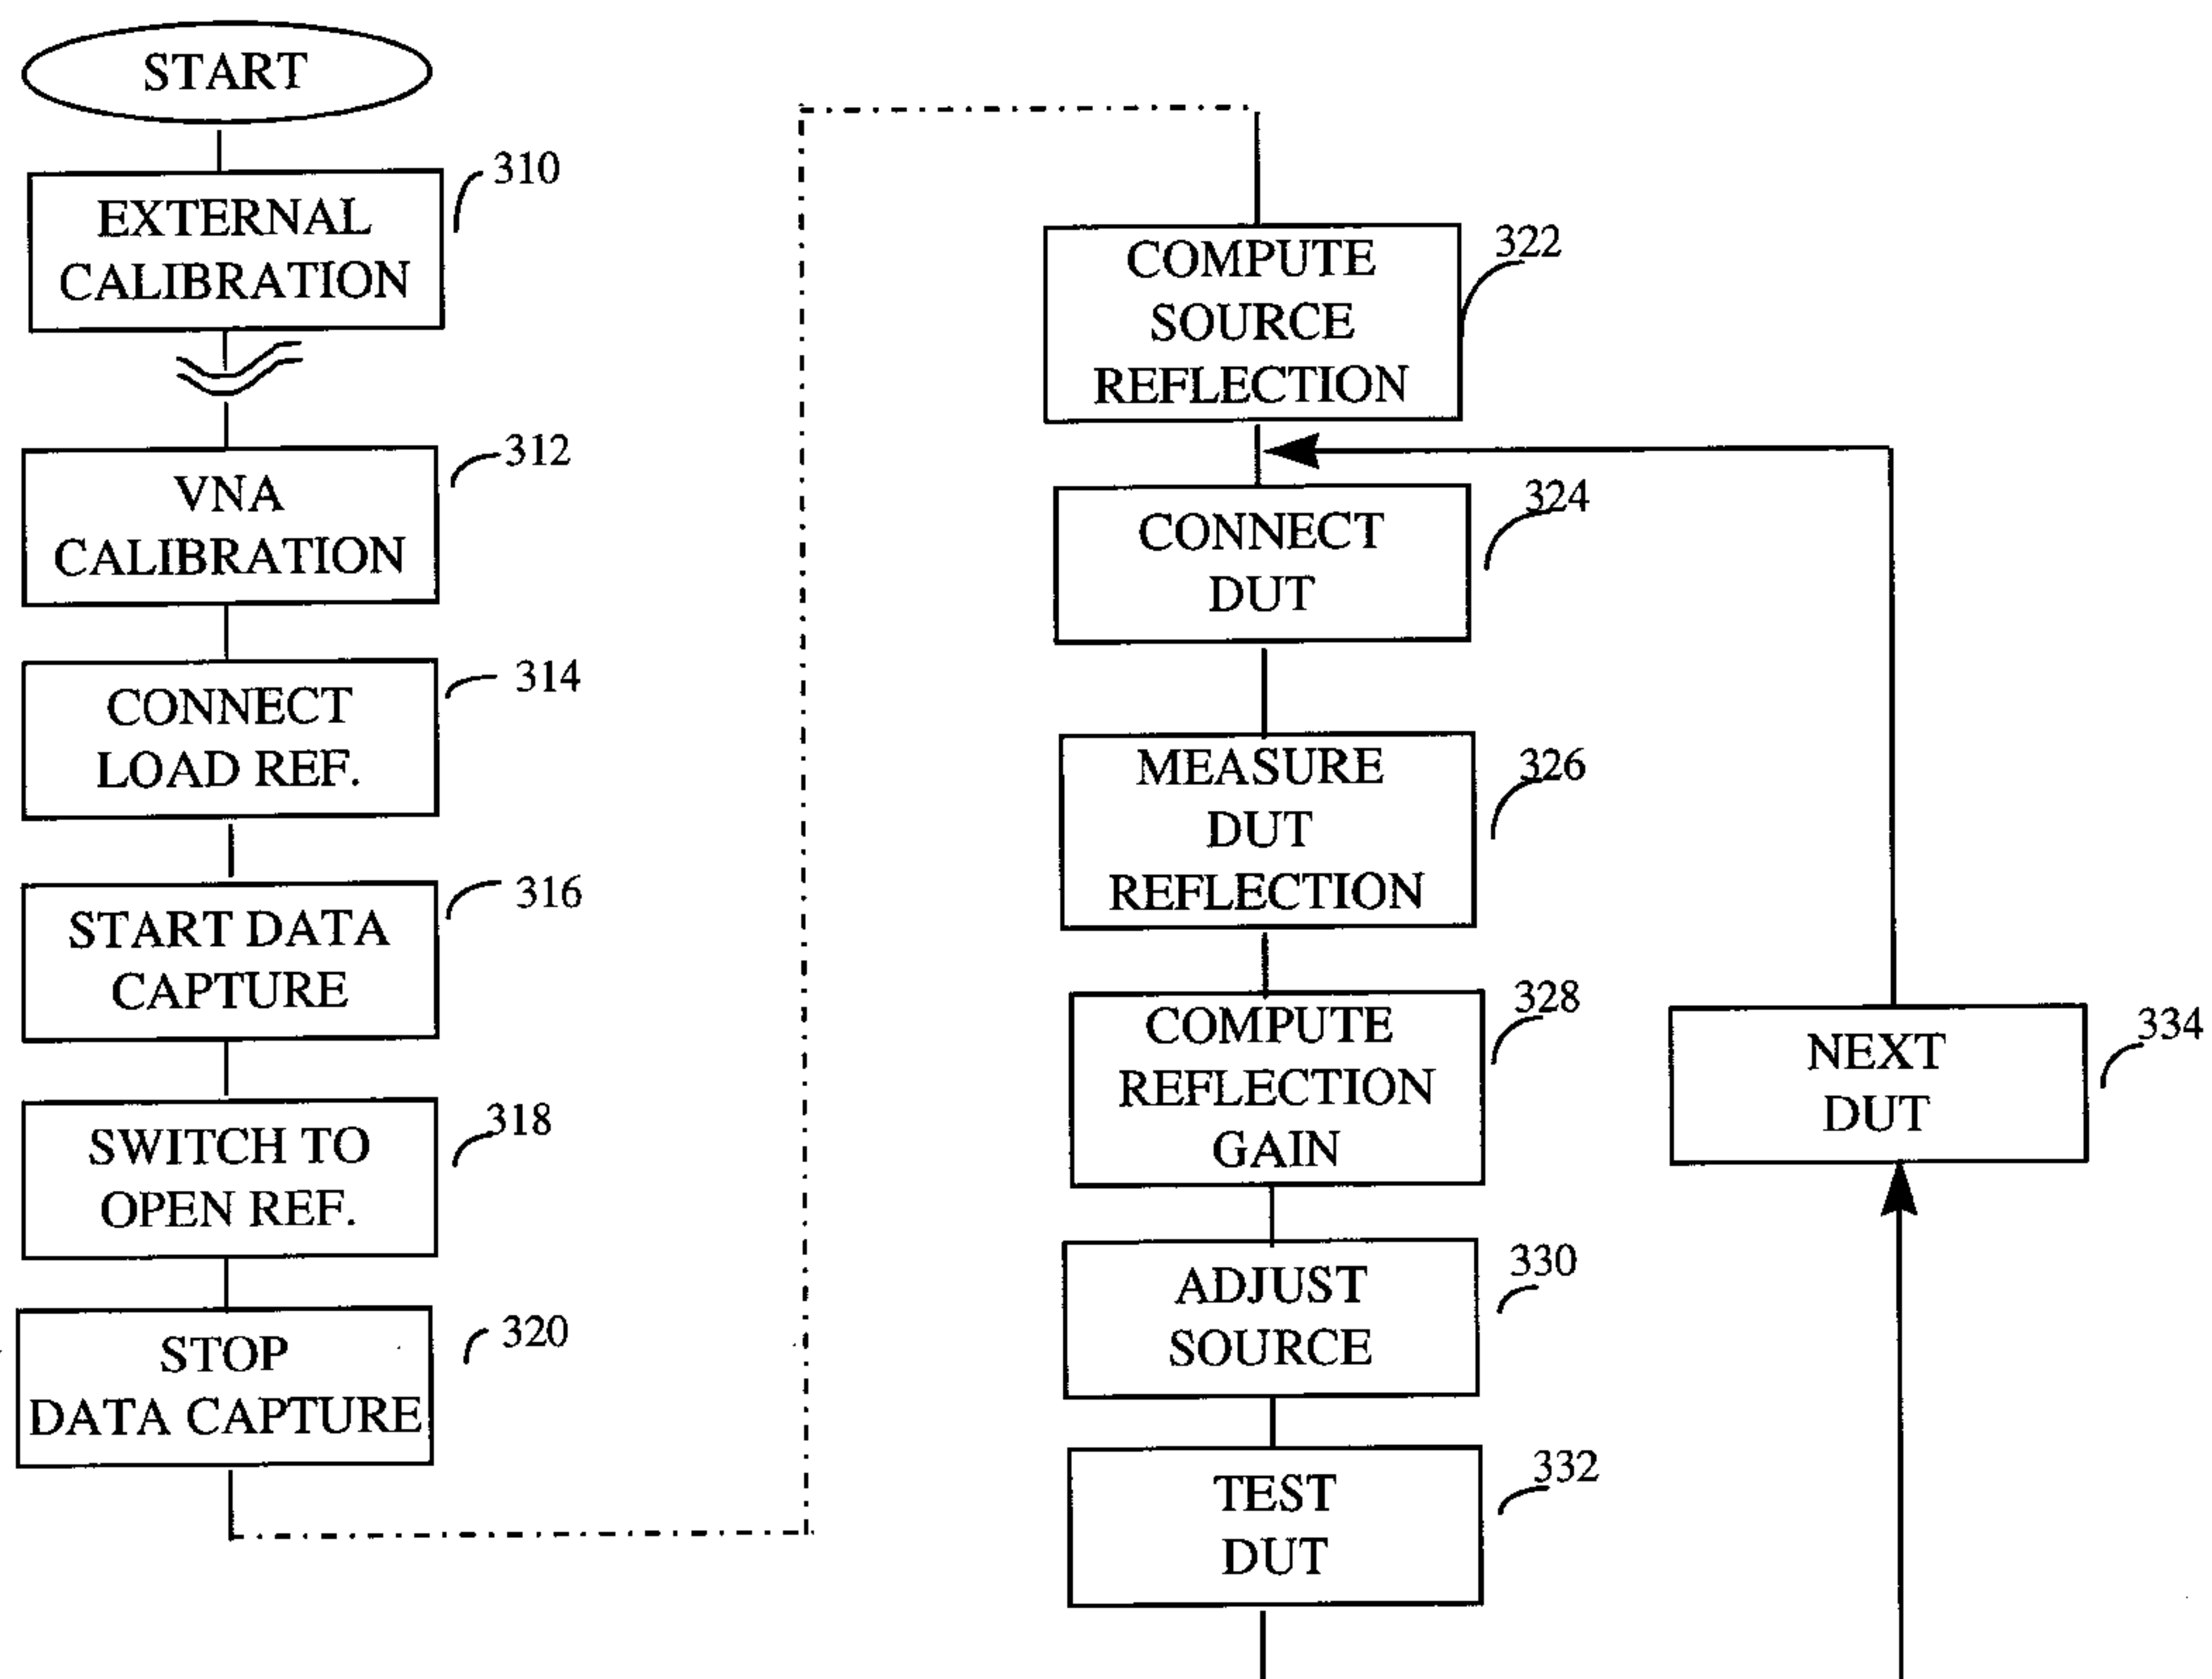 START
310
EXTERNAL
CALIBRATION
312
VNA
CALIBRATION
314
CONNECT
LOAD REF.
316
START DATA
CAPTURE
318
SWITCH TO
OPEN REF.
320
STOP
DATA CAPTURE
322
COMPUTE
SOURCE
REFLECTION
324
CONNECT
DUT
326
MEASURE
DUT
REFLECTION
328
COMPUTE
REFLECTION
GAIN
330
ADJUST
SOURCE
332
TEST
DUT
334
NEXT
DUT